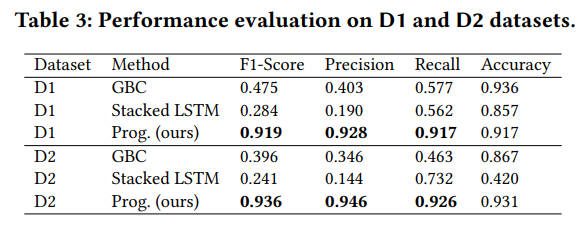 Table 3: Performance evaluation on D1 and D2 datasets.
Dataset Method F1-Score Precision Recall Accuracy
D1 GBC 0.475 0.403 0.577 0.936
D1 Stacked LSTM 0.284 0.190 0.562 0.857
D1 Prog. (ours) 0.919 0.928 0.917 0.917
D2 GBC 0.396 0.346 0.463 0.867
D2 Stacked LSTM 0.241 0.144 0.732 0.420
D2 Prog. (ours) 0.936 0.946 0.926 0.931